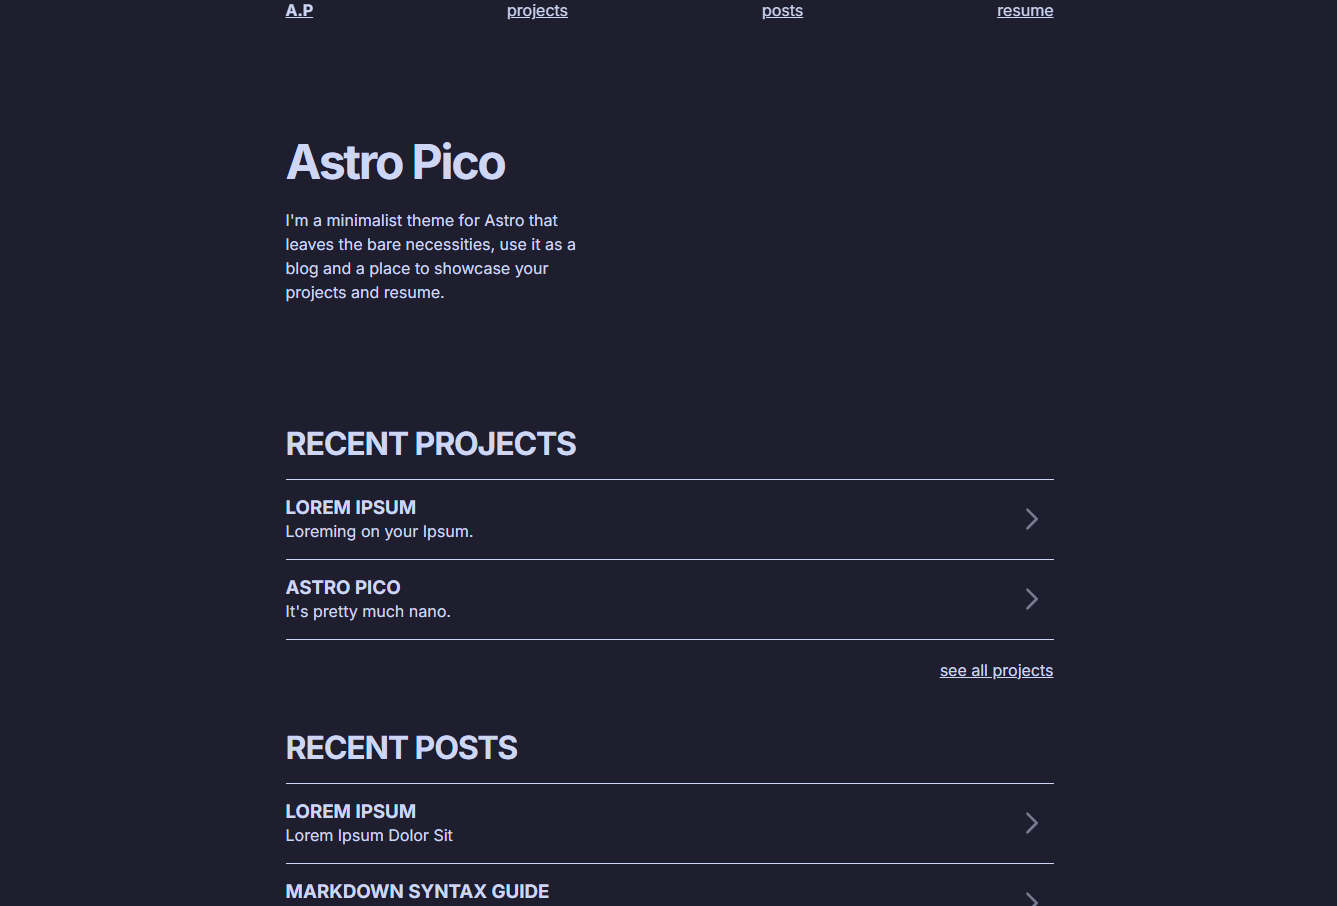 A.P projects posts resume
Astro Pico
I'm a minimalist theme for Astro that
leaves the bare necessities, use it as a
blog and a place to showcase your
projects and resume.
RECENT PROJECTS
LOREM IPSUM
Loreming on your Ipsum.
ASTRO PICO
It's pretty much nano.
see all projects
RECENT POSTS
LOREM IPSUM
Lorem Ipsum Dolor Sit
MARKDOWN SYNTAX GUIDE